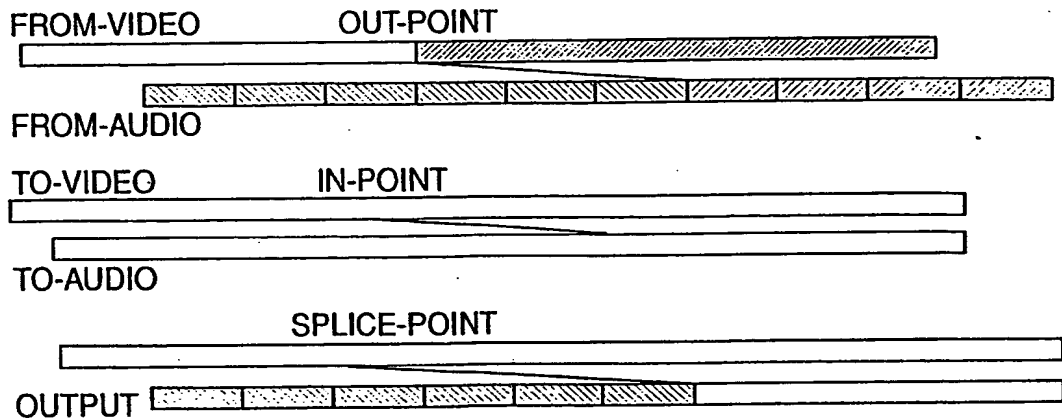 FROM-VIDEO OUT-POINT
FROM-AUDIO
TO-VIDEO IN-POINT
TO-AUDIO
SPLICE-POINT
OUTPUT